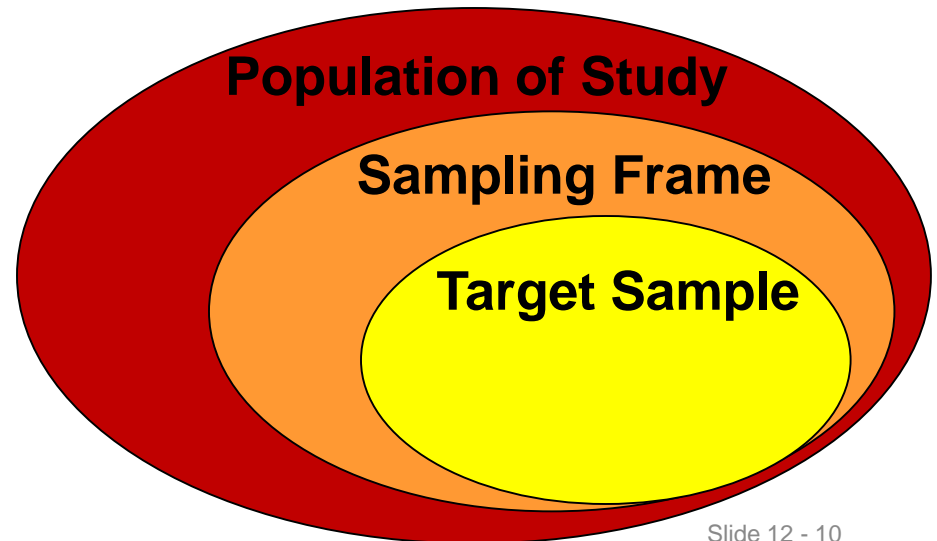 Population of Study
Sampling Frame
Target Sample
Slide 12 - 10